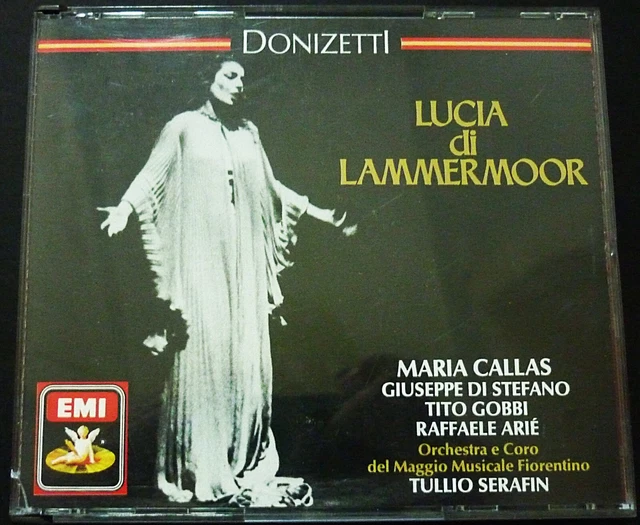 DONIZETTI
LUCIA
di
LAMMERMOOR
MARIA CALLAS
GIUSEPPE DI STEFANO
TITO GOBBI
RAFFAELE ARIÉ
Orchestra e Coro
del Maggio Musicale Fiorentino
TULLIO SERAFIN
EMI